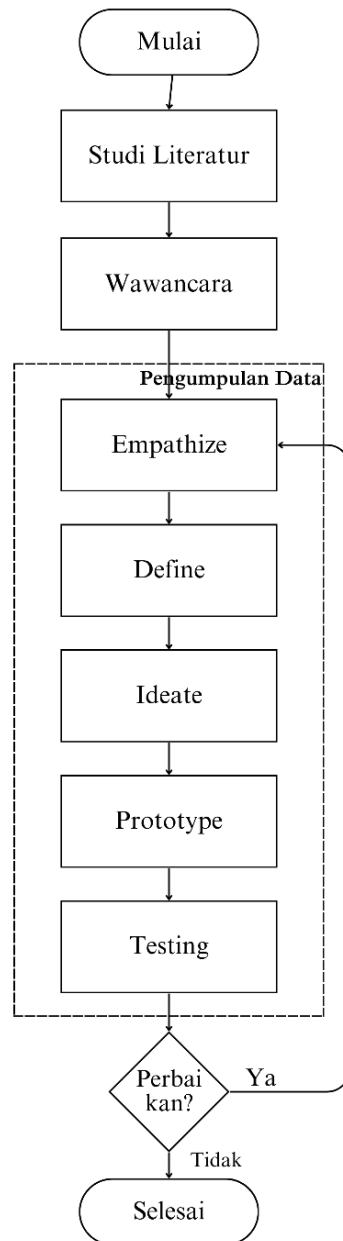 Mulai
Studi Literatur
Wawancara
Pengumpulan Data
Empathize
Define
Ideate
Prototype
Testing
Perbai
kan?
Ya
Tidak
Selesai